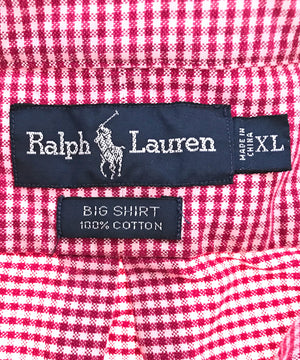 Ralph Lauren
MADE IN
CHINA
XL
BIG SHIRT
100% COTTON